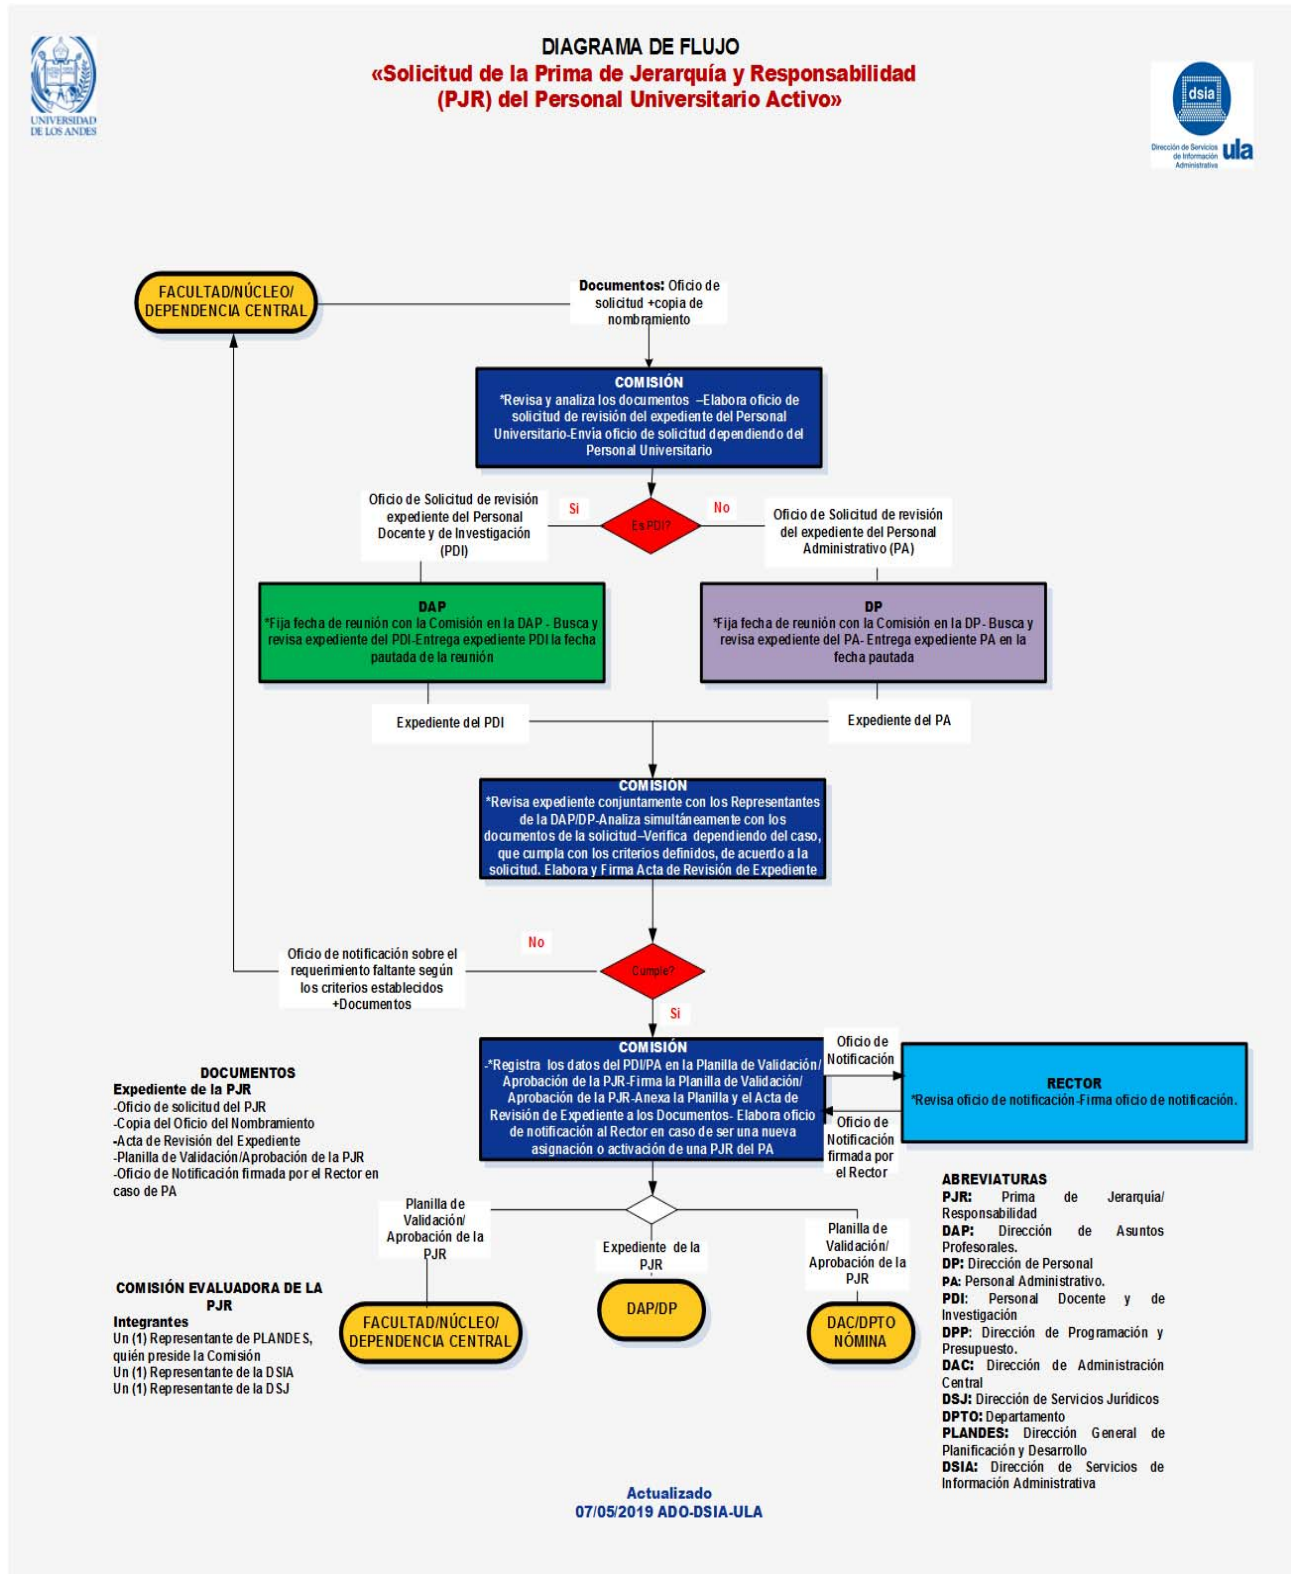 DIAGRAMA DE FLUJO
«Solicitud de la Prima de Jerarquía y Responsabilidad
(PJR) del Personal Universitario Activo»
UNIVERSIDAD
DE LOS ANDES
dsia
Dirección de Servicios
de Información
Administrativa
ula
FACULTAD/NÚCLEO/
DEPENDENCIA CENTRAL
Documentos: Oficio de
solicitud +copia de
nombramiento
COMISIÓN
*Revisa y analiza los documentos –Elabora oficio de
solicitud de revisión del expediente del Personal
Universitario-Envía oficio de solicitud dependiendo del
Personal Universitario
Oficio de Solicitud de revisión
expediente del Personal
Docente y de Investigación
(PDI)
Si
Es PDI?
No
Oficio de Solicitud de revisión
del expediente del Personal
Administrativo (PA)
DAP
*Fija fecha de reunión con la Comisión en la DAP - Busca y
revisa expediente del PDI-Entrega expediente PDI la fecha
pautada de la reunión
DP
*Fija fecha de reunión con la Comisión en la DP- Busca y
revisa expediente del PA- Entrega expediente PA en la
fecha pautada
Expediente del PDI
Expediente del PA
COMISIÓN
*Revisa expediente conjuntamente con los Representantes
de la DAP/DP-Analiza simultáneamente con los
documentos de la solicitud–Verifica dependiendo del caso,
que cumpla con los criterios definidos, de acuerdo a la
solicitud. Elabora y Firma Acta de Revisión de Expediente
No
Oficio de notificación sobre el
requerimiento faltante según
los criterios establecidos
+Documentos
Cumple?
Si
COMISIÓN
-*Registra los datos del PDI/PA en la Planilla de Validación/
Aprobación de la PJR-Firma la Planilla de Validación/
Aprobación de la PJR-Anexa la Planilla y el Acta de
Revisión de Expediente a los Documentos- Elabora oficio
de notificación al Rector en caso de ser una nueva
asignación o activación de una PJR del PA
Oficio de
Notificación
RECTOR
*Revisa oficio de notificación-Firma oficio de notificación.
Oficio de
Notificación
firmada por
el Rector
DOCUMENTOS
Expediente de la PJR
-Oficio de solicitud del PJR
-Copia del Oficio del Nombramiento
-Acta de Revisión del Expediente
-Planilla de Validación/Aprobación de la PJR
-Oficio de Notificación firmada por el Rector en
caso de PA
Planilla de
Validación/
Aprobación de la
PJR
Expediente de la
PJR
Planilla de
Validación/
Aprobación de la
PJR
FACULTAD/NÚCLEO/
DEPENDENCIA CENTRAL
DAP/DP
DAC/DPTO
NÓMINA
COMISIÓN EVALUADORA DE LA
PJR
Integrantes
Un (1) Representante de PLANDES,
quién preside la Comisión
Un (1) Representante de la DSIA
Un (1) Representante de la DSJ
ABREVIATURAS
PJR: Prima de Jerarquía/
Responsabilidad
DAP: Dirección de Asuntos
Profesorales.
DP: Dirección de Personal
PA: Personal Administrativo.
PDI: Personal Docente y de
Investigación
DPP: Dirección de Programación y
Presupuesto.
DAC: Dirección de Administración
Central
DSJ: Dirección de Servicios Jurídicos
DPTO: Departamento
PLANDES: Dirección General de
Planificación y Desarrollo
DSIA: Dirección de Servicios de
Información Administrativa
Actualizado
07/05/2019 ADO-DSIA-ULA